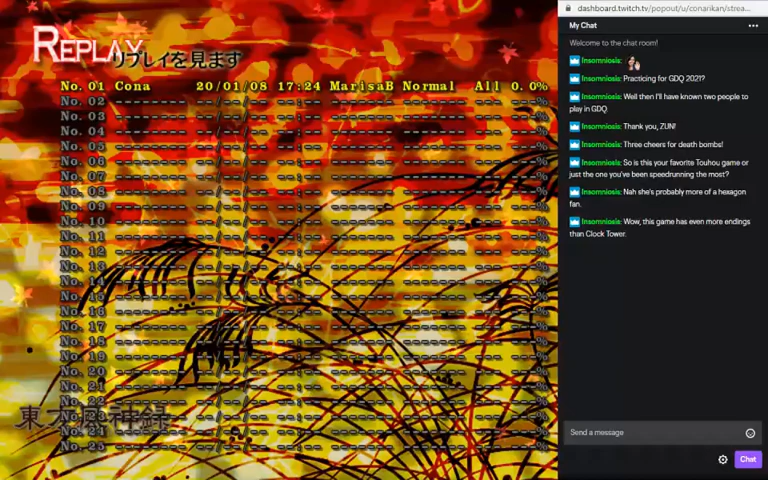 REPLAY
リプレイを見ます
No. 01 Cona 20/01/08 17:24 MarisaB Normal All 0.0%
No. 02 -------- --/--/-- --:-- ------- ------- --- ---%
No. 03 -------- --/--/-- --:-- ------- ------- --- ---%
No. 04 -------- --/--/-- --:-- ------- ------- --- ---%
No. 05 -------- --/--/-- --:-- ------- ------- --- ---%
No. 06 -------- --/--/-- --:-- ------- ------- --- ---%
No. 07 -------- --/--/-- --:-- ------- ------- --- ---%
No. 08 -------- --/--/-- --:-- ------- ------- --- ---%
No. 09 -------- --/--/-- --:-- ------- ------- --- ---%
No. 10 -------- --/--/-- --:-- ------- ------- --- ---%
No. 11 -------- --/--/-- --:-- ------- ------- --- ---%
No. 12 -------- --/--/-- --:-- ------- ------- --- ---%
No. 13 -------- --/--/-- --:-- ------- ------- --- ---%
No. 14 -------- --/--/-- --:-- ------- ------- --- ---%
No. 15 -------- --/--/-- --:-- ------- ------- --- ---%
No. 16 -------- --/--/-- --:-- ------- ------- --- ---%
No. 17 -------- --/--/-- --:-- ------- ------- --- ---%
No. 18 -------- --/--/-- --:-- ------- ------- --- ---%
No. 19 -------- --/--/-- --:-- ------- ------- --- ---%
No. 20 -------- --/--/-- --:-- ------- ------- --- ---%
No. 21 -------- --/--/-- --:-- ------- ------- --- ---%
No. 22 -------- --/--/-- --:-- ------- ------- --- ---%
No. 23 -------- --/--/-- --:-- ------- ------- --- ---%
No. 24 -------- --/--/-- --:-- ------- ------- --- ---%
No. 25 -------- --/--/-- --:-- ------- ------- --- ---%
東方風神録
dashboard.twitch.tv/popout/u/conarikan/strea...
My Chat
Welcome to the chat room!
Insomniosis:
Insomniosis: Practicing for GDQ 2021?
Insomniosis: Well then I'll have known two people to
play in GDQ.
Insomniosis: Thank you, ZUN!
Insomniosis: Three cheers for death bombs!
Insomniosis: So is this your favorite Touhou game or
just the one you've been speedrunning the most?
Insomniosis: Nah she's probably more of a hexagon
fan.
Insomniosis: Wow, this game has even more endings
than Clock Tower.
Send a message
Chat